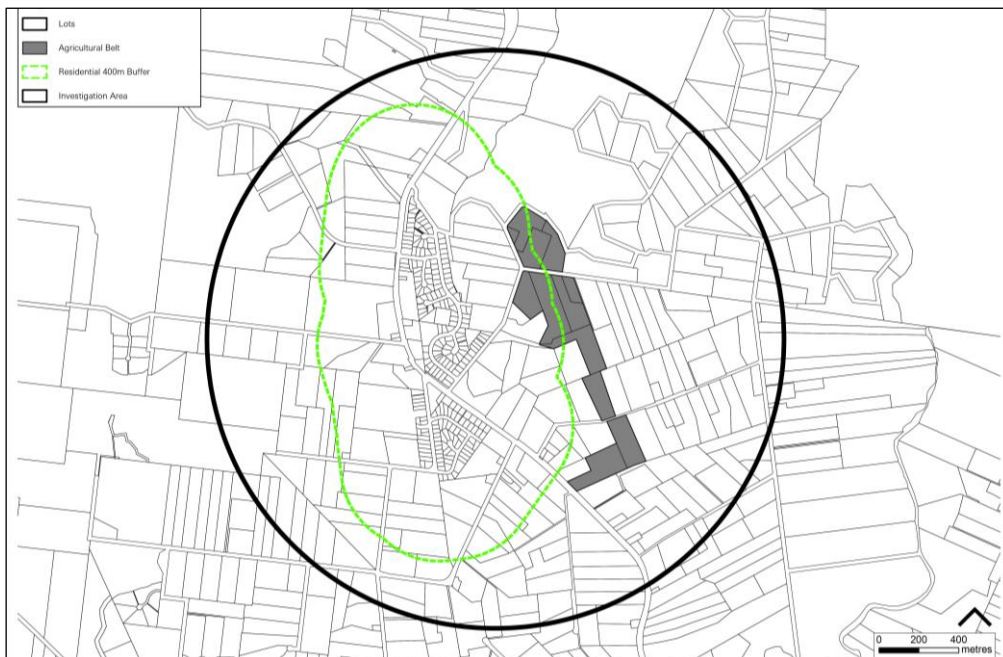 Lots
Agricultural Belt
Residential 400m Buffer
Investigation Area
0 200 400
metres